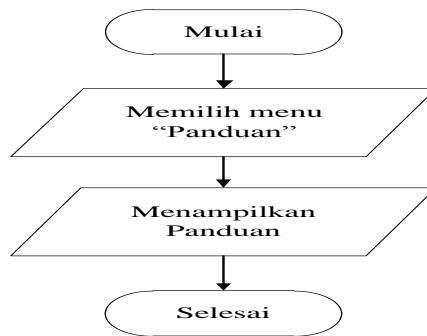 Mulai
Memilih menu
“Panduan”
Menampilkan
Panduan
Selesai